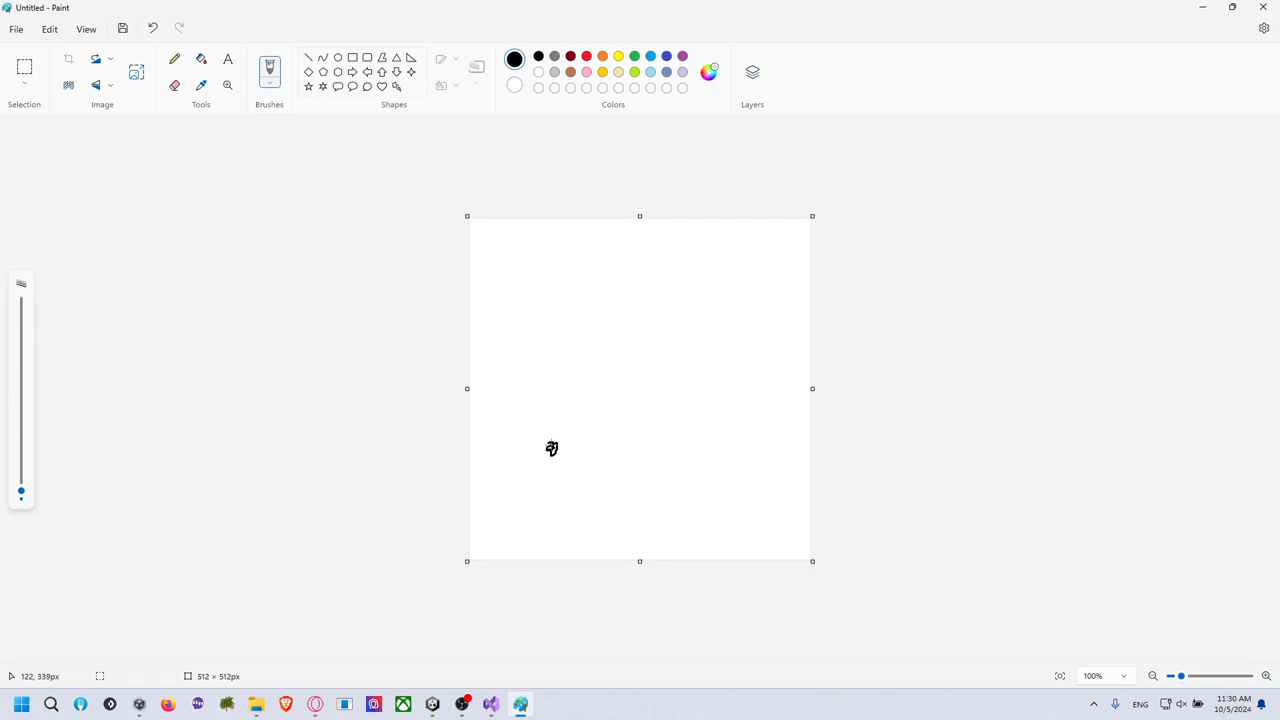 Untitled - Paint
File
Edit
View
Selection
Image
Tools
Brushes
Shapes
Colors
Layers
122, 339px
512 × 512px
100%
ENG
11:30 AM
10/5/2024